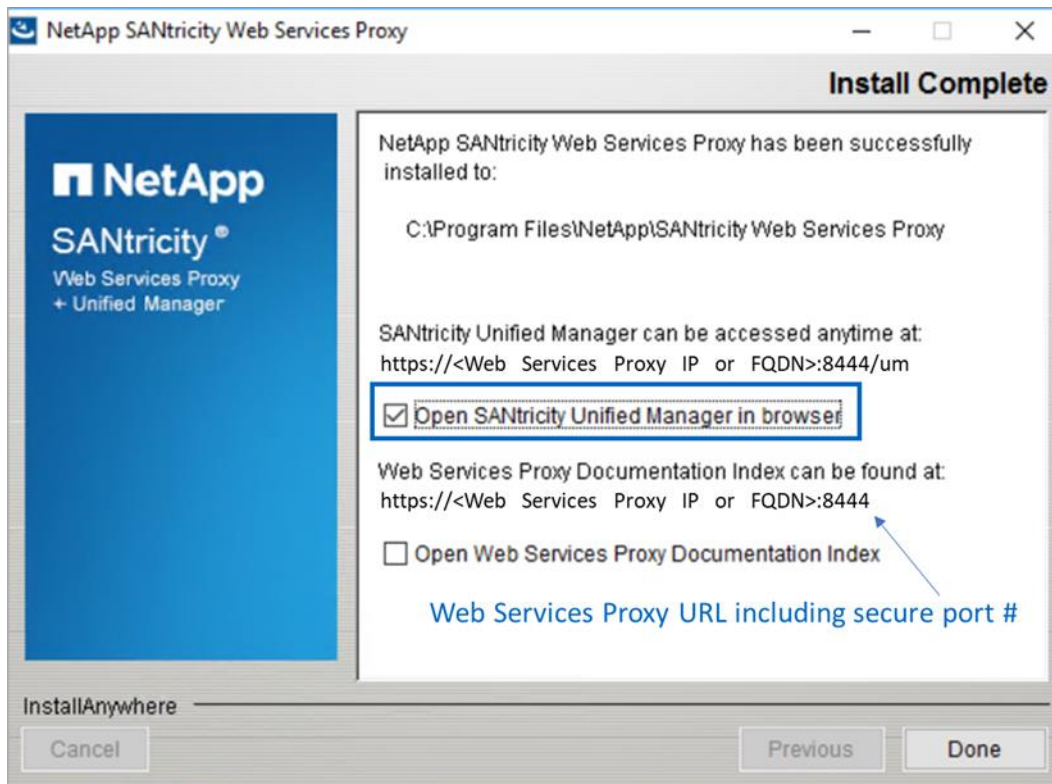 NetApp SANtricity Web Services Proxy
Install Complete
NetApp
SANtricity ®
Web Services Proxy
+ Unified Manager
NetApp SANtricity Web Services Proxy has been successfully
installed to:
C:\Program Files\NetApp\SANtricity Web Services Proxy
SANtricity Unified Manager can be accessed anytime at:
https://<Web Services Proxy IP or FQDN>:8444/um
Open SANtricity Unified Manager in browser
Web Services Proxy Documentation Index can be found at:
https://<Web Services Proxy IP or FQDN>:8444
Open Web Services Proxy Documentation Index
Web Services Proxy URL including secure port #
InstallAnywhere
Cancel
Previous
Done